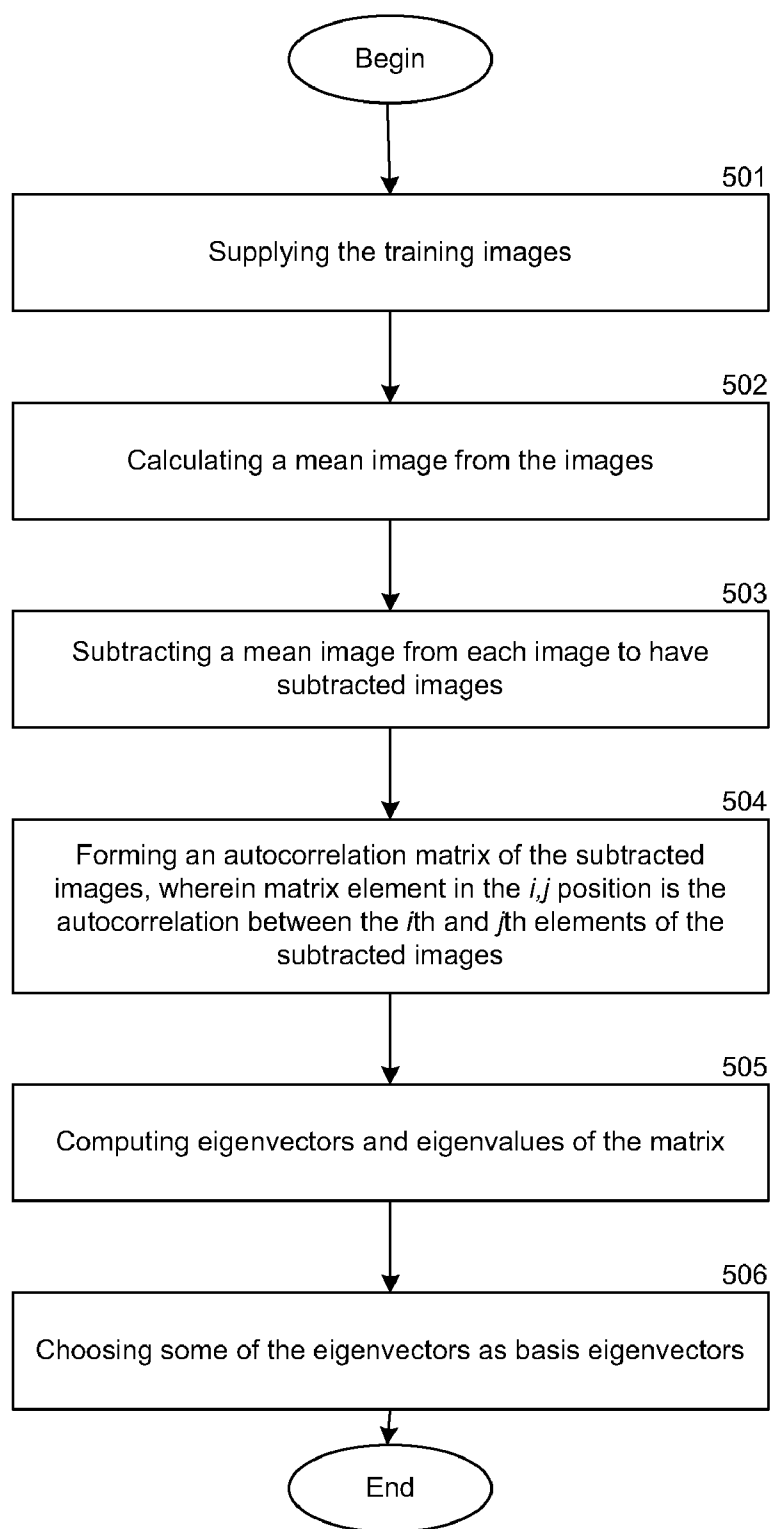 Begin
501
Supplying the training images
502
Calculating a mean image from the images
503
Subtracting a mean image from each image to have
subtracted images
504
Forming an autocorrelation matrix of the subtracted
images, wherein matrix element in the i,j position is the
autocorrelation between the ith and jth elements of the
subtracted images
505
Computing eigenvectors and eigenvalues of the matrix
506
Choosing some of the eigenvectors as basis eigenvectors
End